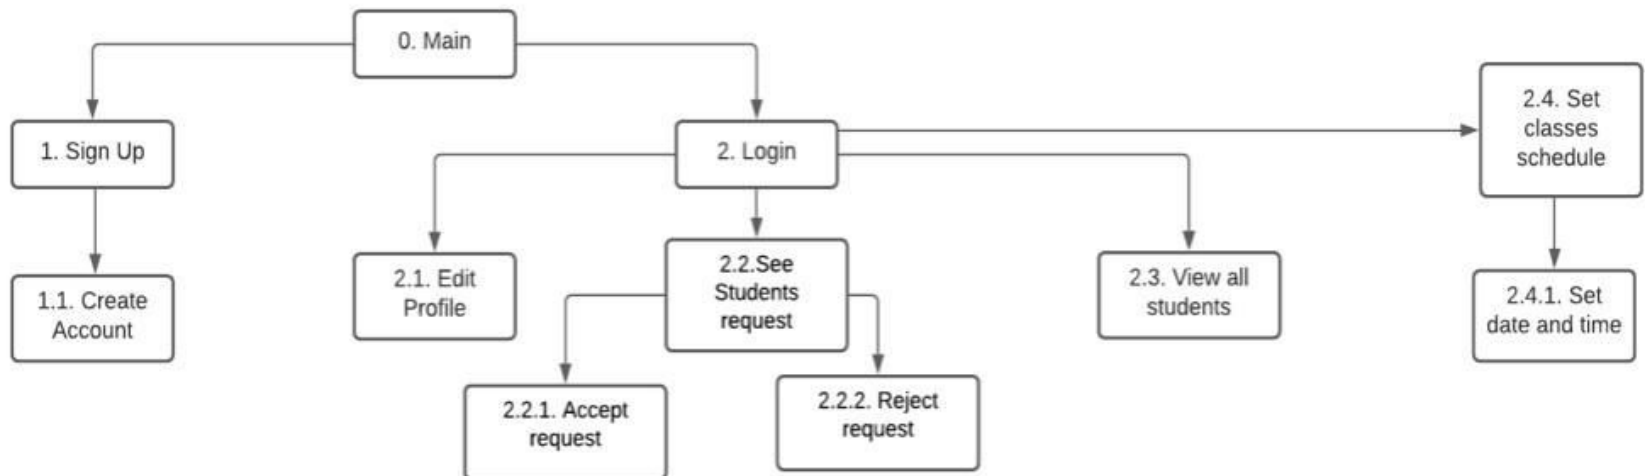 0. Main
1. Sign Up
2. Login
2.4. Set
classes
schedule
1.1. Create
Account
2.1. Edit
Profile
2.2.See
Students
request
2.3. View all
students
2.4.1. Set
date and time
2.2.1. Accept
request
2.2.2. Reject
request